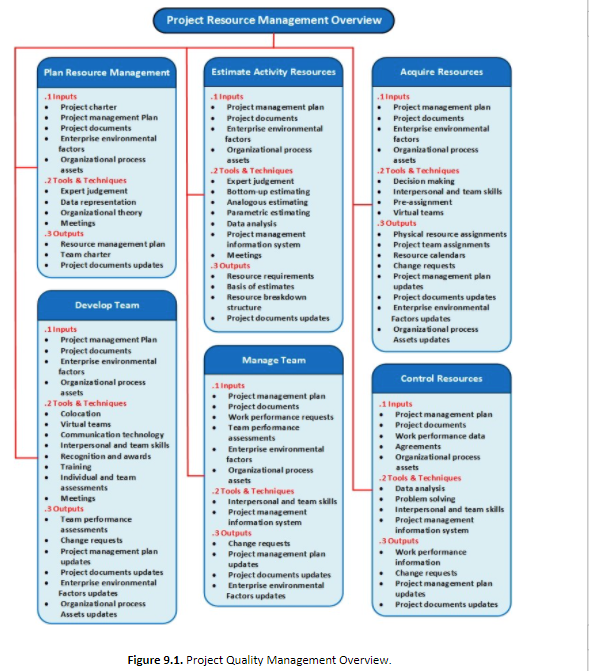 Project Resource Management Overview
Plan Resource Management
.1 Inputs
• Project charter
• Project management Plan
• Project documents
• Enterprise environmental
factors
• Organizational process
assets
.2 Tools & Techniques
• Expert judgement
• Data representation
• Organizational theory
• Meetings
.3 Outputs
• Resource management plan
• Team charter
• Project documents updates
Estimate Activity Resources
.1 Inputs
• Project management plan
• Project documents
• Enterprise environmental
factors
• Organizational process
assets
.2 Tools & Techniques
• Expert judgement
• Bottom-up estimating
• Analogous estimating
• Parametric estimating
• Data analysis
• Project management
information system
• Meetings
.3 Outputs
• Resource requirements
• Basis of estimates
• Resource breakdown
structure
• Project documents updates
Acquire Resources
.1 Inputs
• Project management plan
• Project documents
• Enterprise environmental
factors
• Organizational process
assets
.2 Tools & Techniques
• Decision making
• Interpersonal and team skills
• Pre-assignment
• Virtual teams
.3 Outputs
• Physical resource assignments
• Project team assignments
• Resource calendars
• Change requests
• Project management plan
updates
• Project documents updates
• Enterprise environmental
Factors updates
• Organizational process
Assets updates
Develop Team
.1 Inputs
• Project management Plan
• Project documents
• Enterprise environmental
factors
• Organizational process
assets
.2 Tools & Techniques
• Colocation
• Virtual teams
• Communication technology
• Interpersonal and team skills
• Recognition and awards
• Training
• Individual and team
assessments
• Meetings
.3 Outputs
• Team performance
assessments
• Change requests
• Project management plan
updates
• Project documents updates
• Enterprise environmental
Factors updates
• Organizational process
Assets updates
Manage Team
.1 Inputs
• Project management plan
• Project documents
• Work performance requests
• Team performance
assessments
• Enterprise environmental
factors
• Organizational process
assets
.2 Tools & Techniques
• Interpersonal and team skills
• Project management
information system
.3 Outputs
• Change requests
• Project management plan
updates
• Project documents updates
• Enterprise environmental
Factors updates
Control Resources
.1 Inputs
• Project management plan
• Project documents
• Work performance data
• Agreements
• Organizational process
assets
.2 Tools & Techniques
• Data analysis
• Problem solving
• Interpersonal and team skills
• Project management
information system
.3 Outputs
• Work performance
information
• Change requests
• Project management plan
updates
• Project documents updates
Figure 9.1. Project Quality Management Overview.